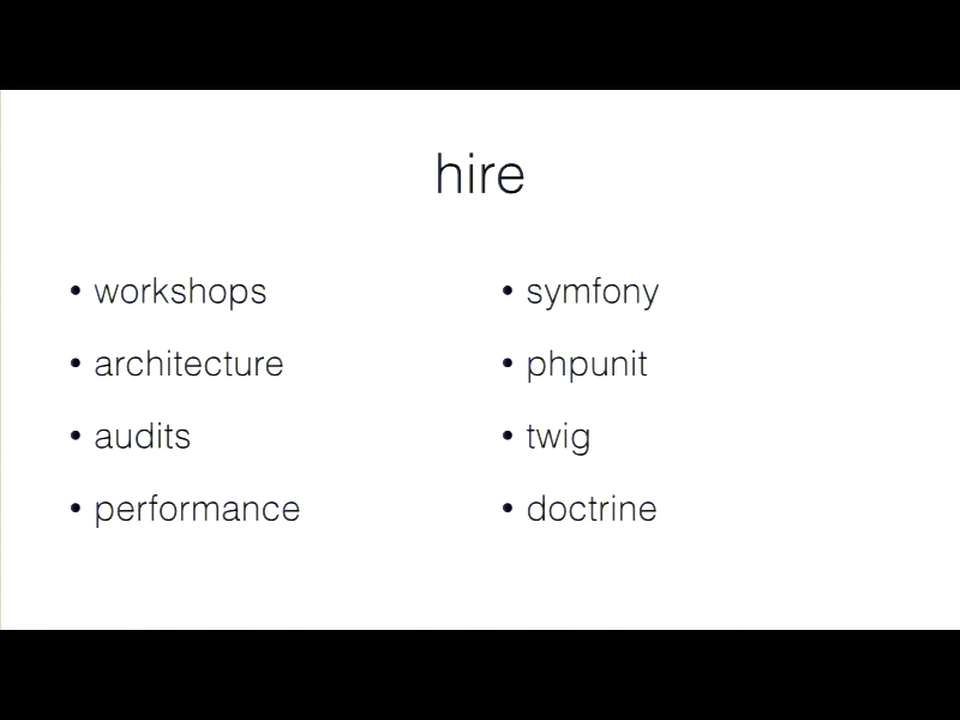 hire
• workshops
• architecture
• audits
• performance
• symfony
• phpunit
• twig
• doctrine